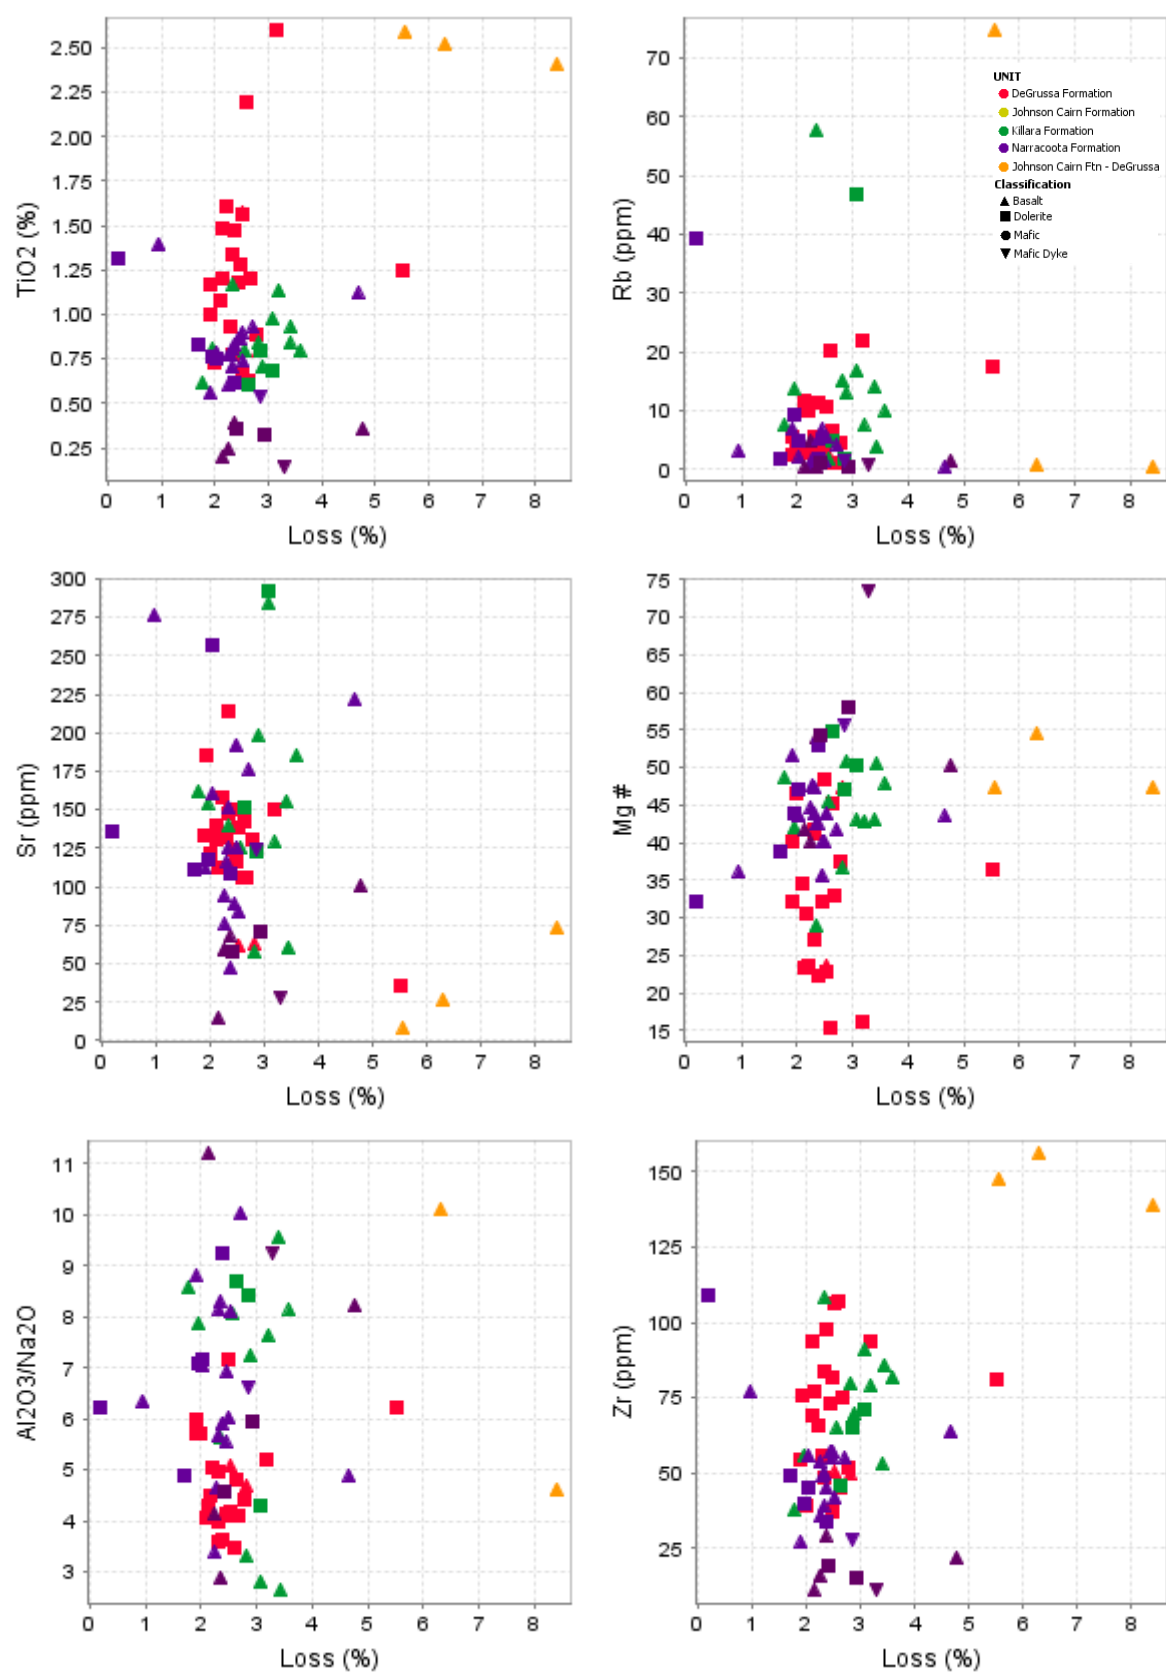 TiO2 (%)
2.50
2.25
2.00
1.75
1.50
1.25
1.00
0.75
0.50
0.25
0 1 2 3 4 5 6 7 8
Loss (%)
Rb (ppm)
70
60
50
40
30
20
10
0
0 1 2 3 4 5 6 7 8
Loss (%)
UNIT
DeGrussa Formation
Johnson Cairn Formation
Killara Formation
Narracoota Formation
Johnson Cairn Ftn - DeGrussa
Classification
Basalt
Dolerite
Mafic
Mafic Dyke
Sr (ppm)
300
275
250
225
200
175
150
125
100
75
50
25
0
0 1 2 3 4 5 6 7 8
Loss (%)
Mg #
75
70
65
60
55
50
45
40
35
30
25
20
15
0 1 2 3 4 5 6 7 8
Loss (%)
Al2O3/Na2O
11
10
9
8
7
6
5
4
3
0 1 2 3 4 5 6 7 8
Loss (%)
Zr (ppm)
150
125
100
75
50
25
0 1 2 3 4 5 6 7 8
Loss (%)